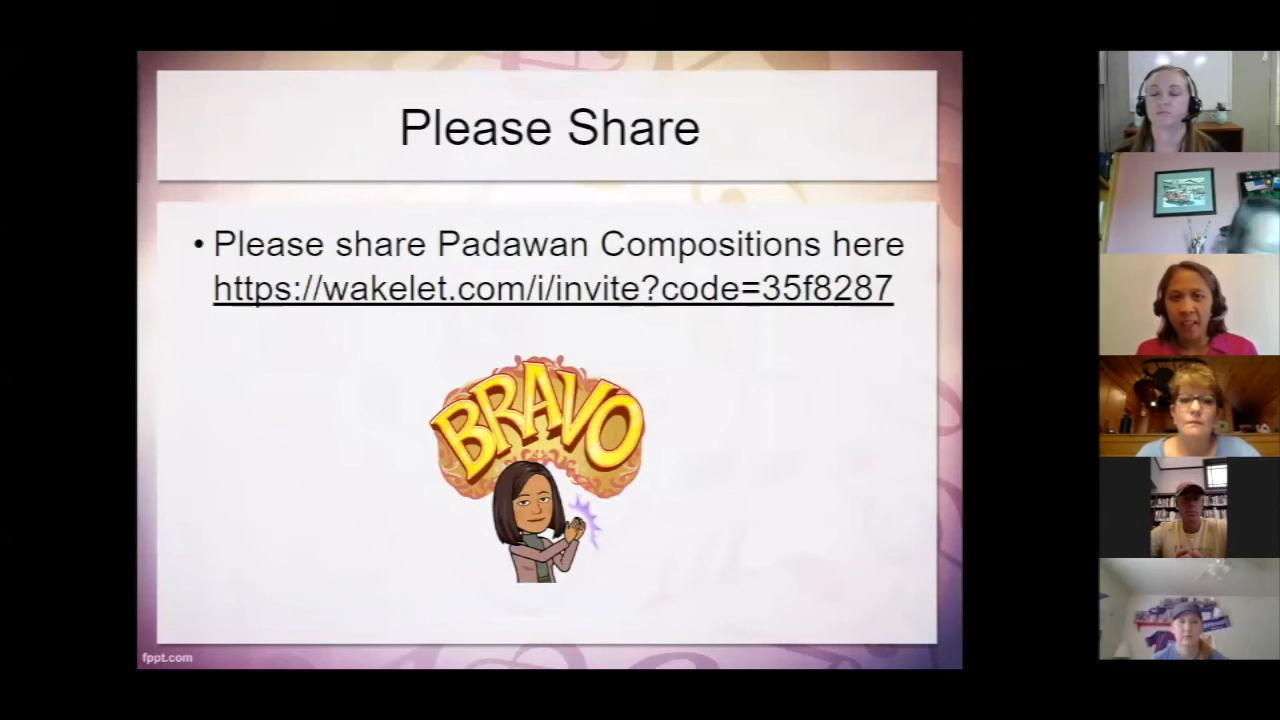 Please Share
• Please share Padawan Compositions here
https://wakelet.com/i/invite?code=35f8287
BRAVO
fppt.com